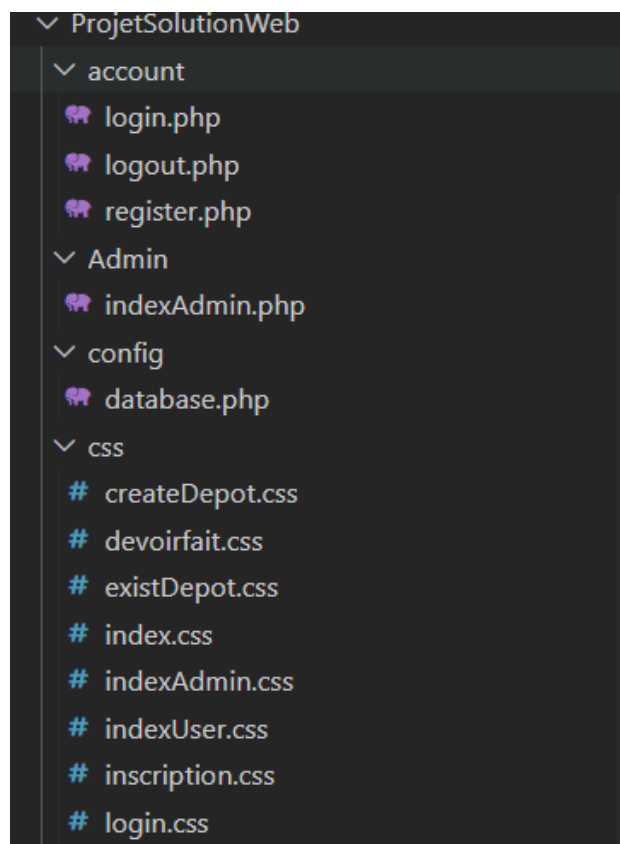 ProjetSolutionWeb
account
login.php
logout.php
register.php
Admin
indexAdmin.php
config
database.php
css
# createDepot.css
# devoirfait.css
# existDepot.css
# index.css
# indexAdmin.css
# indexUser.css
# inscription.css
# login.css